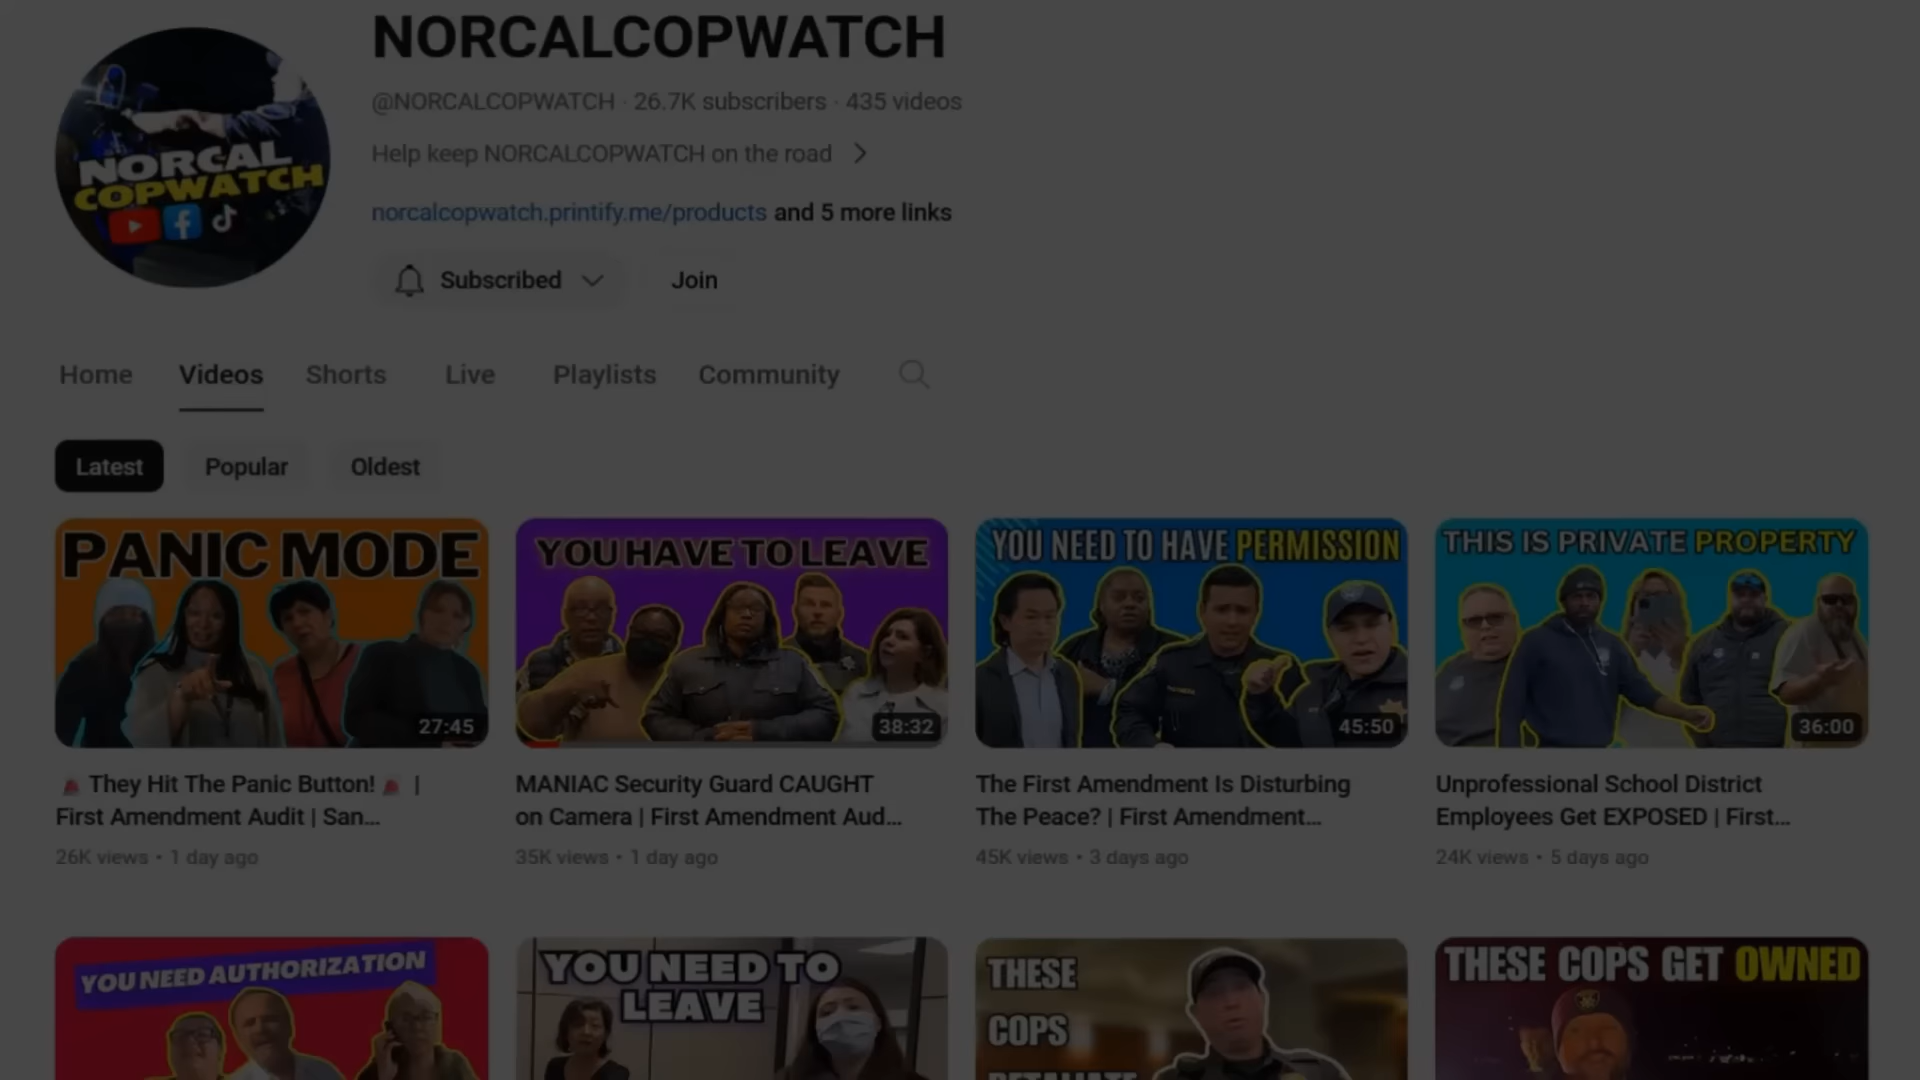 NORCALCOPWATCH
@NORCALCOPWATCH · 26.7K subscribers · 435 videos
Help keep NORCALCOPWATCH on the road
norcalcopwatch.printify.me/products and 5 more links
Subscribed
Join
NORCAL
COPWATCH
Home Videos Shorts Live Playlists Community
Latest Popular Oldest
PANIC MODE
27:45
They Hit The Panic Button! |
First Amendment Audit | San...
26K views • 1 day ago
YOU HAVE TO LEAVE
38:32
MANIAC Security Guard CAUGHT
on Camera | First Amendment Aud...
35K views • 1 day ago
YOU NEED TO HAVE PERMISSION
45:50
The First Amendment Is Disturbing
The Peace? | First Amendment...
45K views • 3 days ago
THIS IS PRIVATE PROPERTY
36:00
Unprofessional School District
Employees Get EXPOSED | First...
24K views • 5 days ago
YOU NEED AUTHORIZATION
YOU NEED TO
LEAVE
THESE
COPS
RETALIATE
THESE COPS GET OWNED